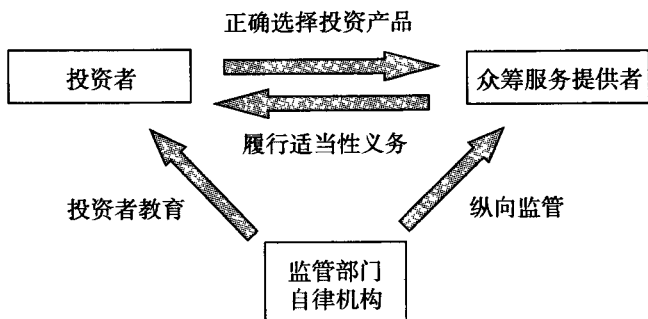 正确选择投资产品
投资者
众筹服务提供者
履行适当性义务
投资者教育
纵向监管
监管部门
自律机构